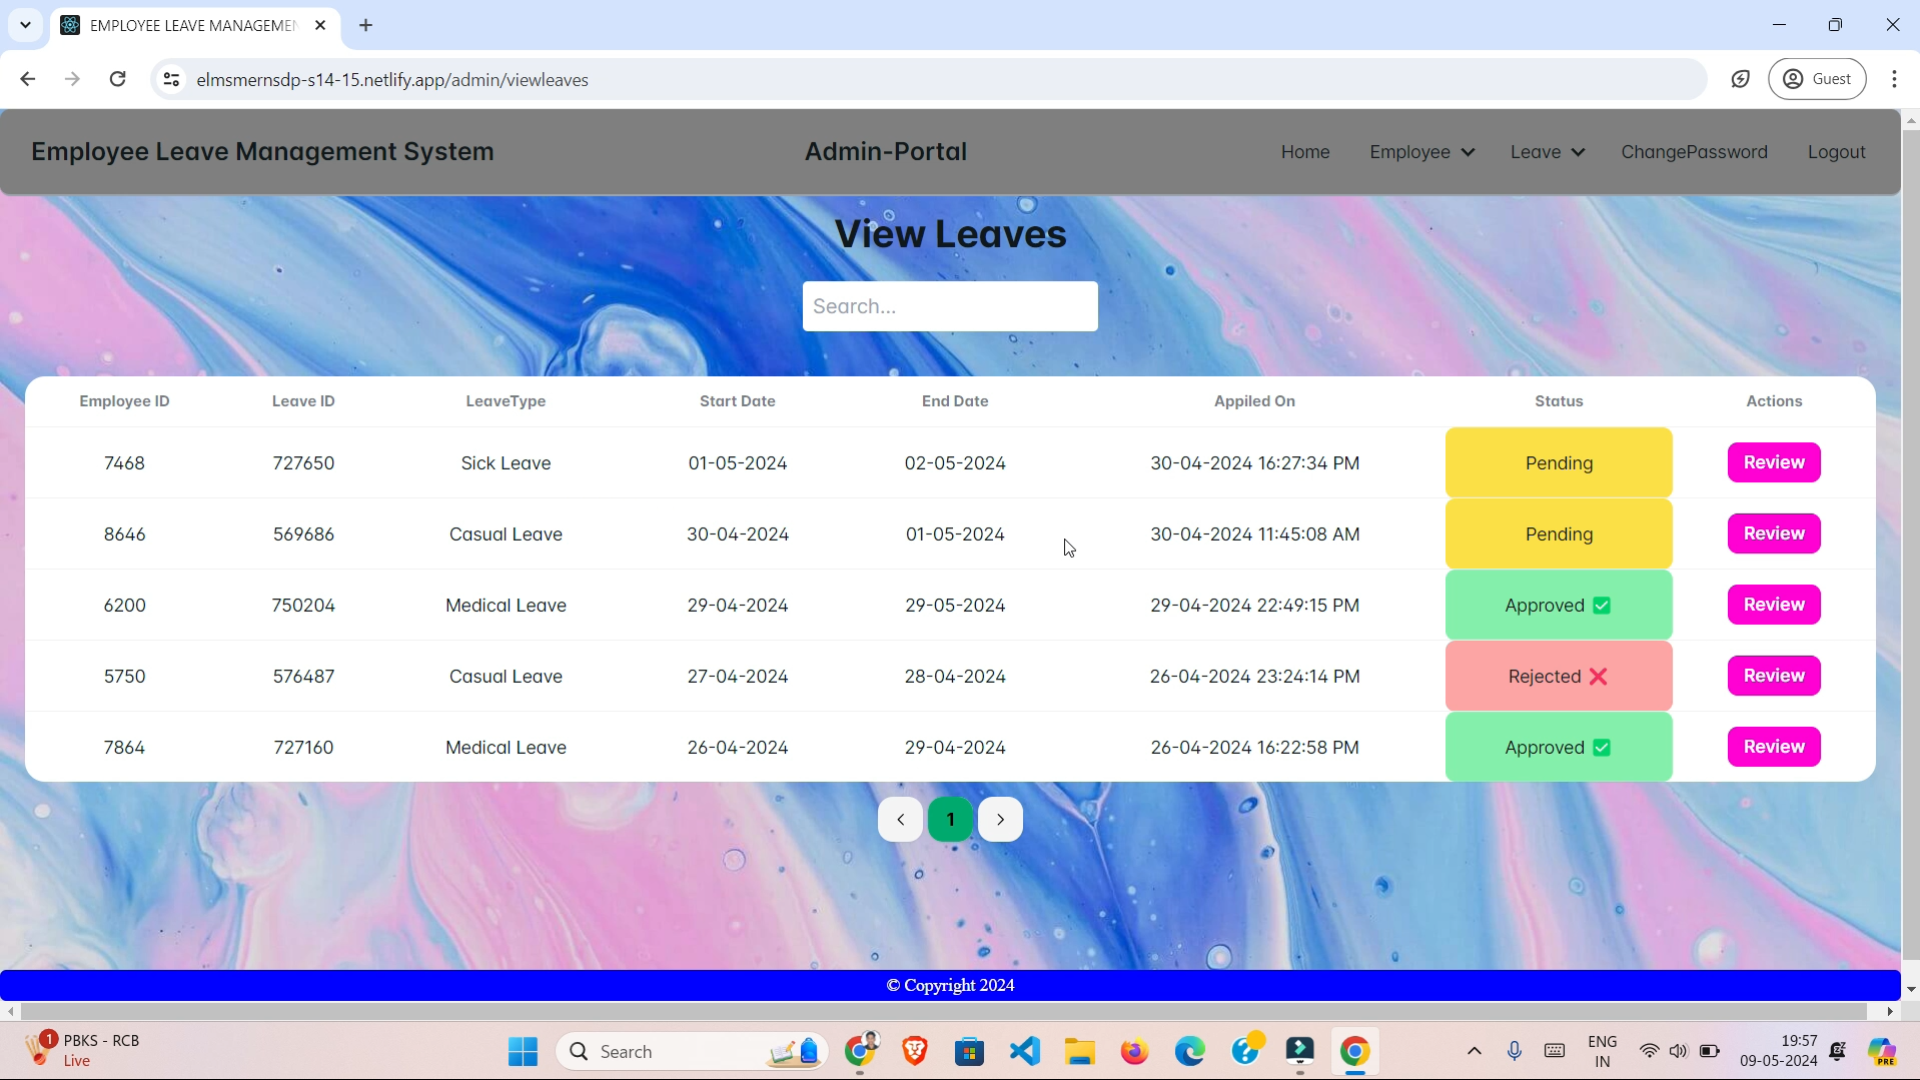 EMPLOYEE LEAVE MANAGEMEN
elmsmernsdp-s14-15.netlify.app/admin/viewleaves
Guest
Employee Leave Management System Admin-Portal Home Employee Leave ChangePassword Logout
View Leaves
Search...
Employee ID Leave ID LeaveType Start Date End Date Appiled On Status Actions
7468 727650 Sick Leave 01-05-2024 02-05-2024 30-04-2024 16:27:34 PM Pending Review
8646 569686 Casual Leave 30-04-2024 01-05-2024 30-04-2024 11:45:08 AM Pending Review
6200 750204 Medical Leave 29-04-2024 29-05-2024 29-04-2024 22:49:15 PM Approved ✅ Review
5750 576487 Casual Leave 27-04-2024 28-04-2024 26-04-2024 23:24:14 PM Rejected ❌ Review
7864 727160 Medical Leave 26-04-2024 29-04-2024 26-04-2024 16:22:58 PM Approved ✅ Review
< 1 >
© Copyright 2024
1 PBKS - RCB
Live
Search
ENG
IN
19:57
09-05-2024
PRE